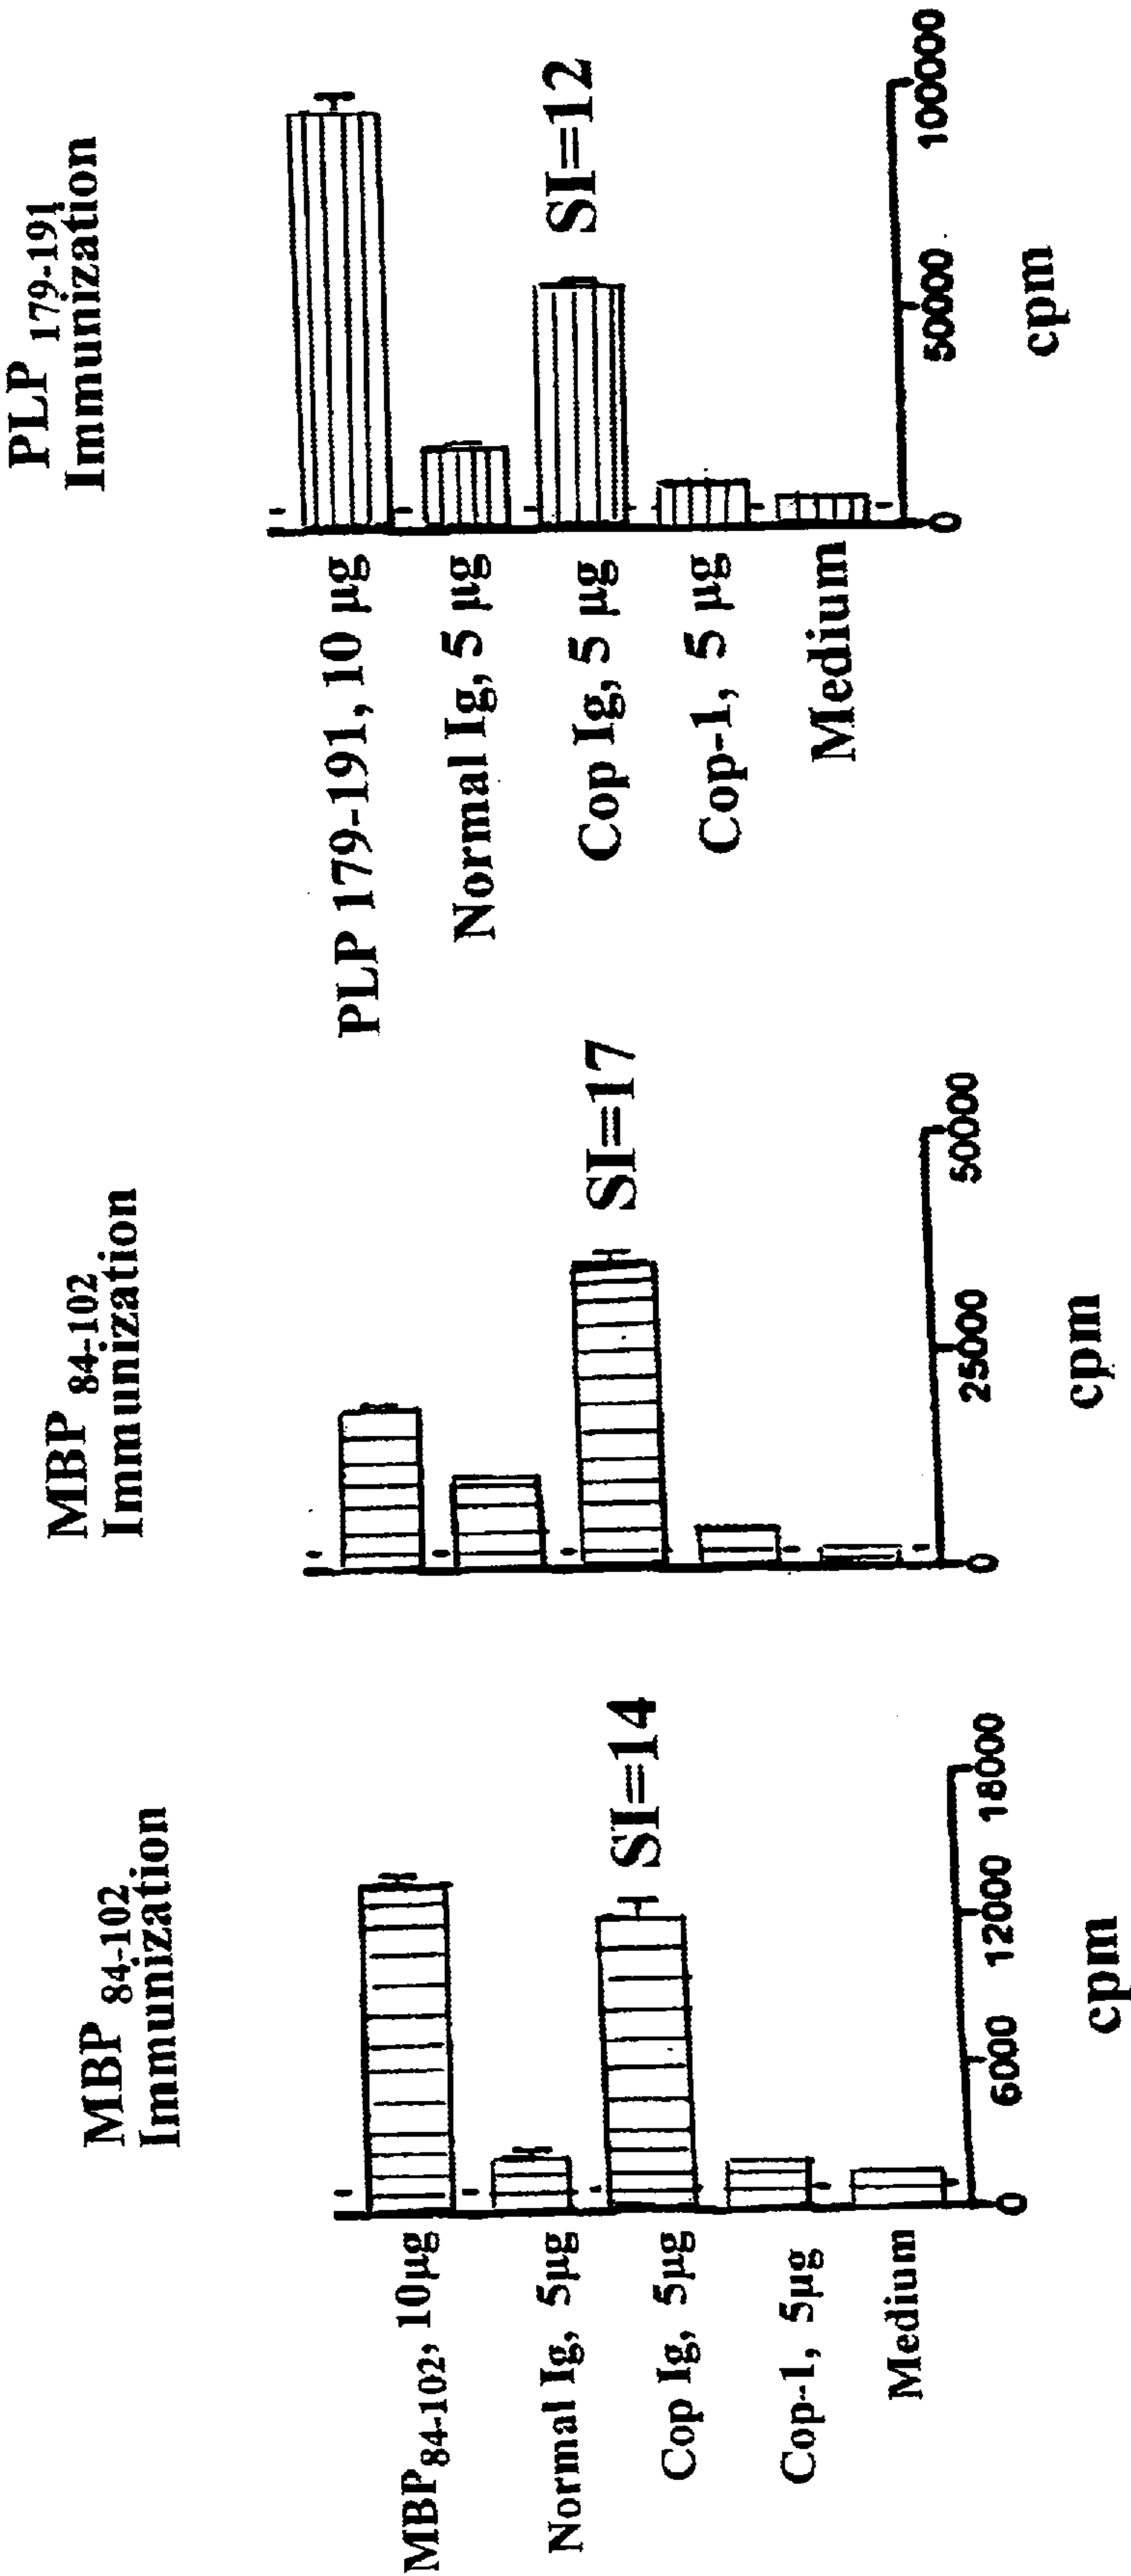 MBP 84-102
Immunization
MBP84-102, 10µg
Normal Ig, 5µg
Cop Ig, 5µg
SI=14
Cop-1, 5µg
Medium
0 6000 12000 18000
cpm
MBP 84-102
Immunization
SI=17
0 25000 50000
cpm
PLP 179-191
Immunization
PLP 179-191, 10 µg
Normal Ig, 5 µg
Cop Ig, 5 µg
SI=12
Cop-1, 5 µg
Medium
0 50000 100000
cpm